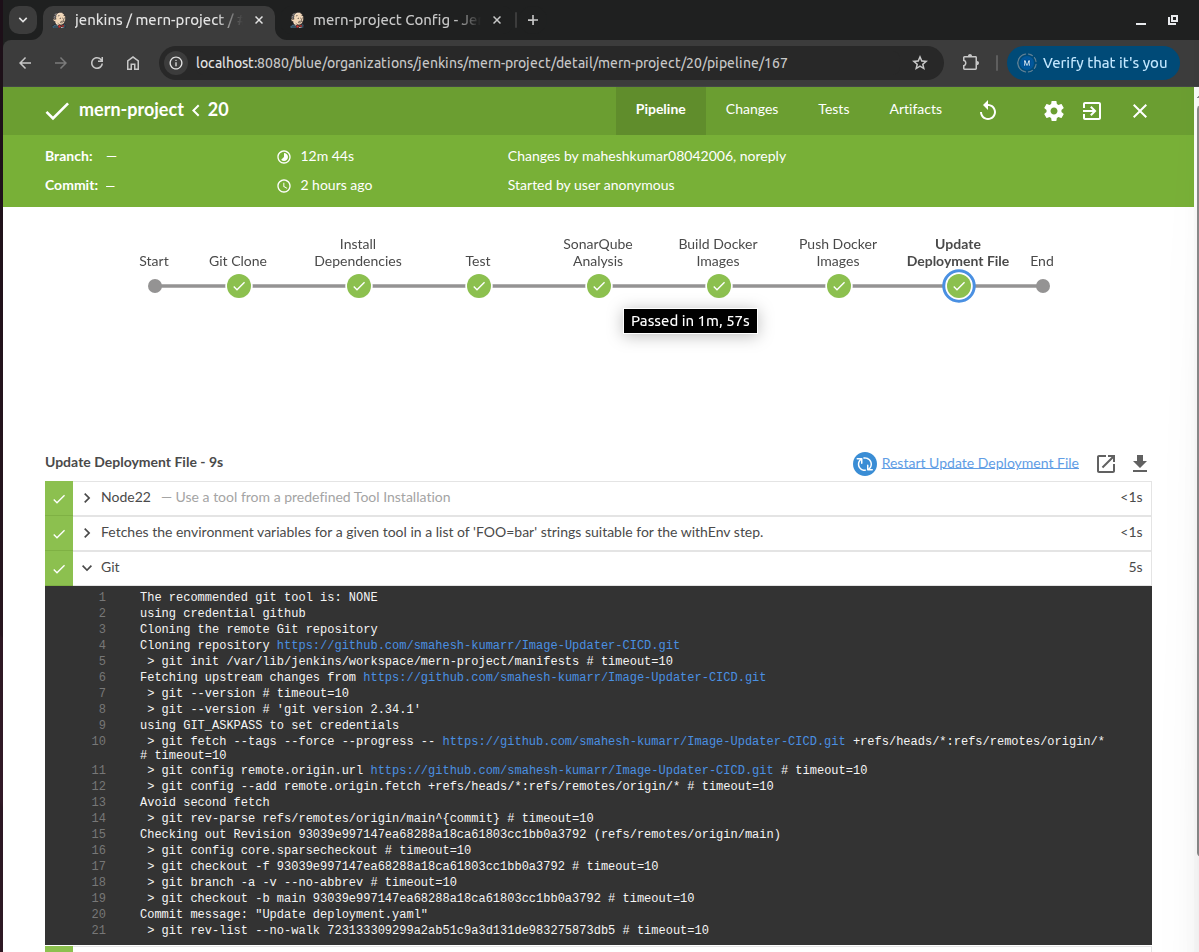 jenkins / mern-project /
mern-project Config - Je
localhost:8080/blue/organizations/jenkins/mern-project/detail/mern-project/20/pipeline/167
M
Verify that it's you
mern-project < 20
Pipeline
Changes
Tests
Artifacts
Branch: —
12m 44s
Changes by maheshkumar08042006, noreply
Commit: —
2 hours ago
Started by user anonymous
Start
Git Clone
Install
Dependencies
Test
SonarQube
Analysis
Build Docker
Images
Push Docker
Images
Update
Deployment File
End
Passed in 1m, 57s
Update Deployment File - 9s
Restart Update Deployment File
Node22 — Use a tool from a predefined Tool Installation <1s
Fetches the environment variables for a given tool in a list of 'FOO=bar' strings suitable for the withEnv step. <1s
Git 5s
1 The recommended git tool is: NONE
2 using credential github
3 Cloning the remote Git repository
4 Cloning repository https://github.com/smahesh-kumarr/Image-Updater-CICD.git
5 > git init /var/lib/jenkins/workspace/mern-project/manifests # timeout=10
6 Fetching upstream changes from https://github.com/smahesh-kumarr/Image-Updater-CICD.git
7 > git --version # timeout=10
8 > git --version # 'git version 2.34.1'
9 using GIT_ASKPASS to set credentials
10 > git fetch --tags --force --progress -- https://github.com/smahesh-kumarr/Image-Updater-CICD.git +refs/heads/*:refs/remotes/origin/*
# timeout=10
11 > git config remote.origin.url https://github.com/smahesh-kumarr/Image-Updater-CICD.git # timeout=10
12 > git config --add remote.origin.fetch +refs/heads/*:refs/remotes/origin/* # timeout=10
13 Avoid second fetch
14 > git rev-parse refs/remotes/origin/main^{commit} # timeout=10
15 Checking out Revision 93039e997147ea68288a18ca61803cc1bb0a3792 (refs/remotes/origin/main)
16 > git config core.sparsecheckout # timeout=10
17 > git checkout -f 93039e997147ea68288a18ca61803cc1bb0a3792 # timeout=10
18 > git branch -a -v --no-abbrev # timeout=10
19 > git checkout -b main 93039e997147ea68288a18ca61803cc1bb0a3792 # timeout=10
20 Commit message: "Update deployment.yaml"
21 > git rev-list --no-walk 723133309299a2ab51c9a3d131de983275873db5 # timeout=10